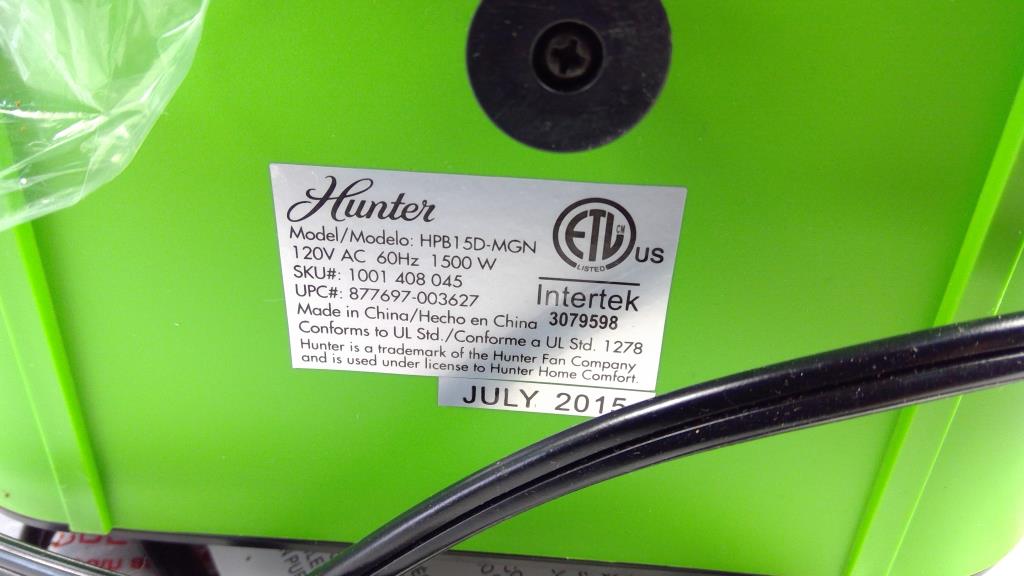 Hunter
Model/Modelo: HPB15D-MGN
120V AC 60Hz 1500 W
SKU#: 1001 408 045
UPC#: 877697-003627
Made in China/Hecho en China
Conforms to UL Std./Conforme a UL Std. 1278
Hunter is a trademark of the Hunter Fan Company
and is used under license to Hunter Home Comfort.
ETL CM
LISTED
US
Intertek
3079598
JULY 2015